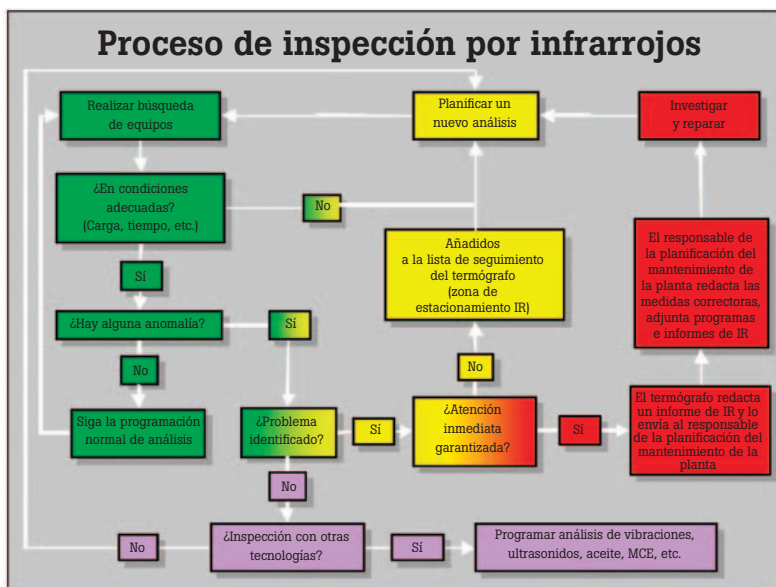 Proceso de inspección por infrarrojos
Realizar búsqueda
de equipos
Planificar un
nuevo análisis
Investigar
y reparar
¿En condiciones
adecuadas?
(Carga, tiempo, etc.)
No
Añadidos
a la lista de seguimiento
del termógrafo
(zona de
estacionamiento IR)
El responsable de
la planificación del
mantenimiento de
la planta redacta las
medidas correctoras,
adjunta programas
e informes de IR
Sí
¿Hay alguna anomalía?
Sí
No
No
Siga la programación
normal de análisis
¿Problema
identificado?
Sí
¿Atención
inmediata
garantizada?
Sí
El termógrafo redacta
un informe de IR y lo
envía al responsable
de la planificación del
mantenimiento de la
planta
No
No
¿Inspección con otras
tecnologías?
Sí
Programar análisis de vibraciones,
ultrasonidos, aceite, MCE, etc.